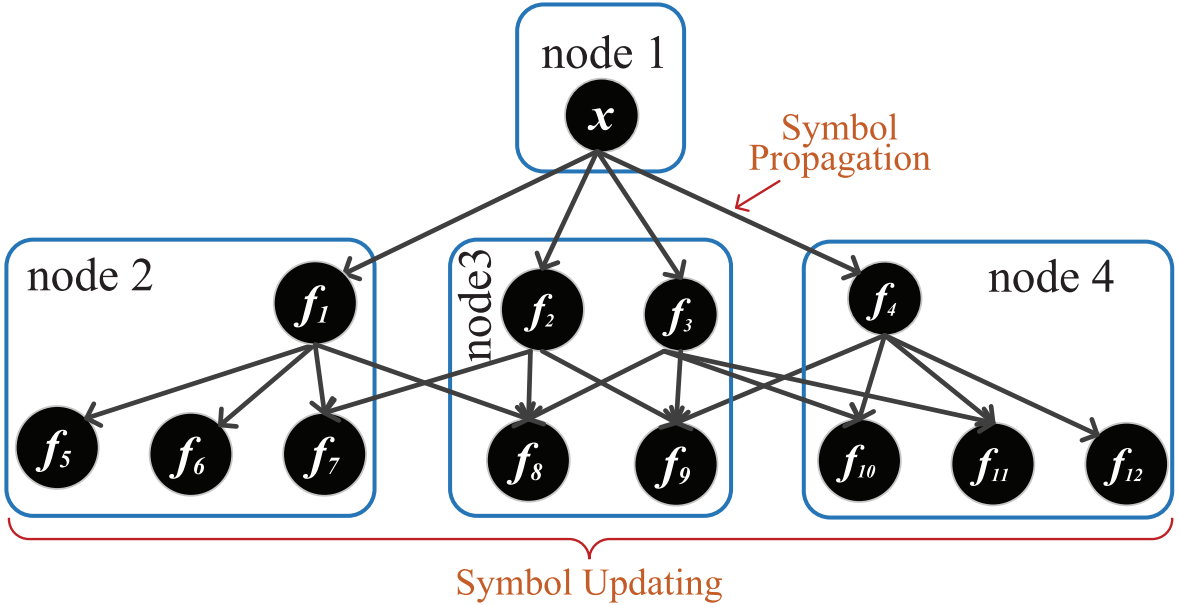 node 1
x
Symbol
Propagation
node 2
node3
node 4
f1
f2
f3
f4
f5
f6
f7
f8
f9
f10
f11
f12
Symbol Updating